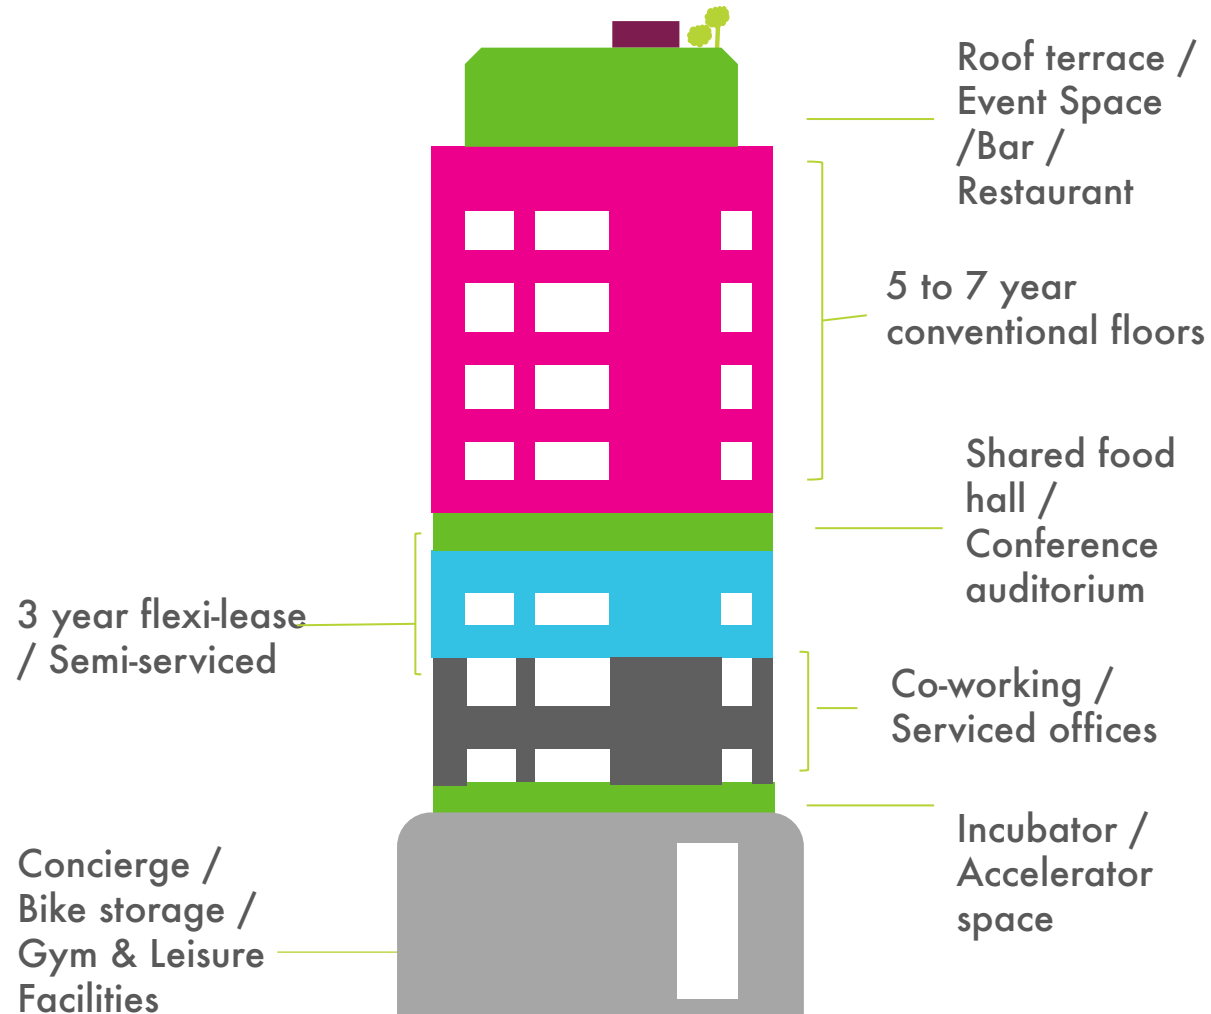 Roof terrace /
Event Space
/Bar /
Restaurant
5 to 7 year
conventional floors
Shared food
hall /
Conference
auditorium
3 year flexi-lease
/ Semi-serviced
Co-working /
Serviced offices
Incubator /
Accelerator
space
Concierge /
Bike storage /
Gym & Leisure
Facilities